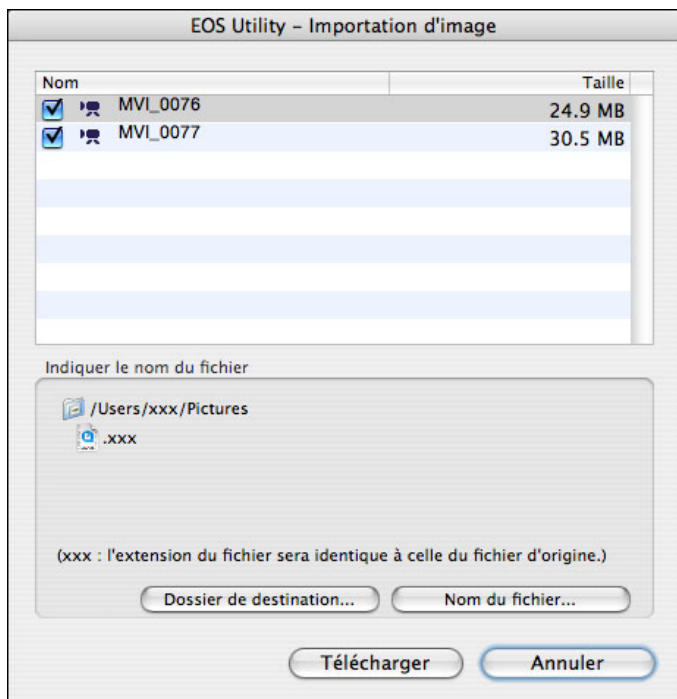 EOS Utility – Importation d'image
Nom Taille
MVI_0076 24.9 MB
MVI_0077 30.5 MB
Indiquer le nom du fichier
/Users/xxx/Pictures
.xxx
(xxx : l'extension du fichier sera identique à celle du fichier d'origine.)
Dossier de destination... Nom du fichier...
Télécharger Annuler